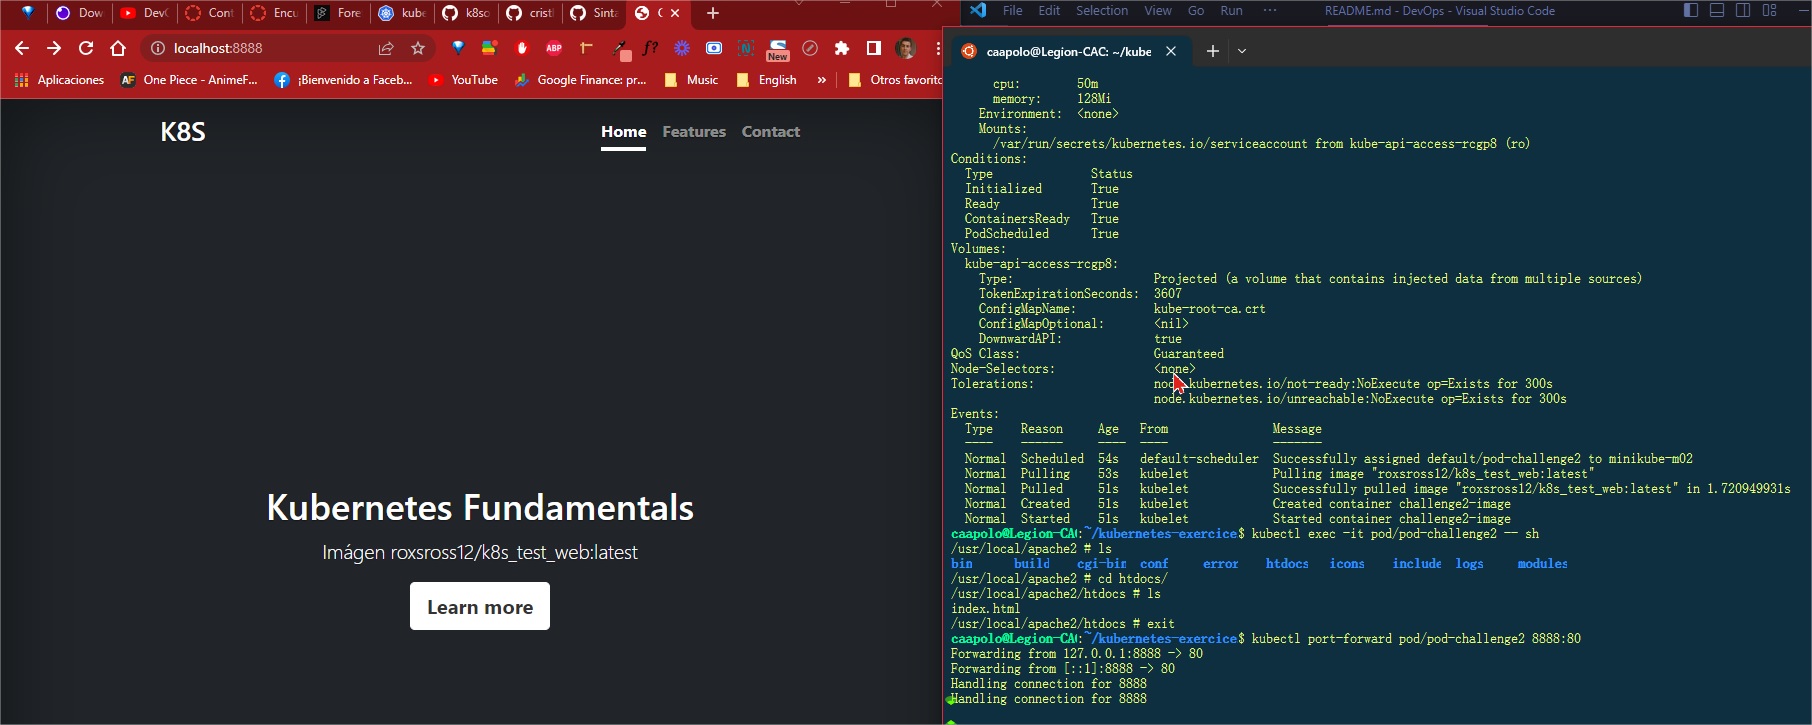 Dow
DevO
Cont
Encu
Fore
kube
k8so
cristi
Sinta
localhost:8888
ABP
f?
New
Aplicaciones
AF One Piece - AnimeF...
¡Bienvenido a Faceb...
YouTube
Google Finance: pr...
Music
English
»
Otros favorito
K8S
Home Features Contact
Kubernetes Fundamentals
Imágen roxsross12/k8s_test_web:latest
Learn more
File Edit Selection View Go Run ··· README.md - DevOps - Visual Studio Code
caapolo@Legion-CAC: ~/kube
cpu: 50m
memory: 128Mi
Environment: <none>
Mounts:
/var/run/secrets/kubernetes.io/serviceaccount from kube-api-access-rcgp8 (ro)
Conditions:
Type Status
Initialized True
Ready True
ContainersReady True
PodScheduled True
Volumes:
kube-api-access-rcgp8:
Type: Projected (a volume that contains injected data from multiple sources)
TokenExpirationSeconds: 3607
ConfigMapName: kube-root-ca.crt
ConfigMapOptional: <nil>
DownwardAPI: true
QoS Class: Guaranteed
Node-Selectors: <none>
Tolerations: node.kubernetes.io/not-ready:NoExecute op=Exists for 300s
node.kubernetes.io/unreachable:NoExecute op=Exists for 300s
Events:
Type Reason Age From Message
---- ------ ---- ---- -------
Normal Scheduled 54s default-scheduler Successfully assigned default/pod-challenge2 to minikube-m02
Normal Pulling 53s kubelet Pulling image "roxsross12/k8s_test_web:latest"
Normal Pulled 51s kubelet Successfully pulled image "roxsross12/k8s_test_web:latest" in 1.720949931s
Normal Created 51s kubelet Created container challenge2-image
Normal Started 51s kubelet Started container challenge2-image
caapolo@Legion-CAC:~/kubernetes-exercice$ kubectl exec -it pod/pod-challenge2 -- sh
/usr/local/apache2 # ls
bin build cgi-bin conf error htdocs icons include logs modules
/usr/local/apache2 # cd htdocs/
/usr/local/apache2/htdocs # ls
index.html
/usr/local/apache2/htdocs # exit
caapolo@Legion-CAC:~/kubernetes-exercice$ kubectl port-forward pod/pod-challenge2 8888:80
Forwarding from 127.0.0.1:8888 -> 80
Forwarding from [::1]:8888 -> 80
Handling connection for 8888
Handling connection for 8888